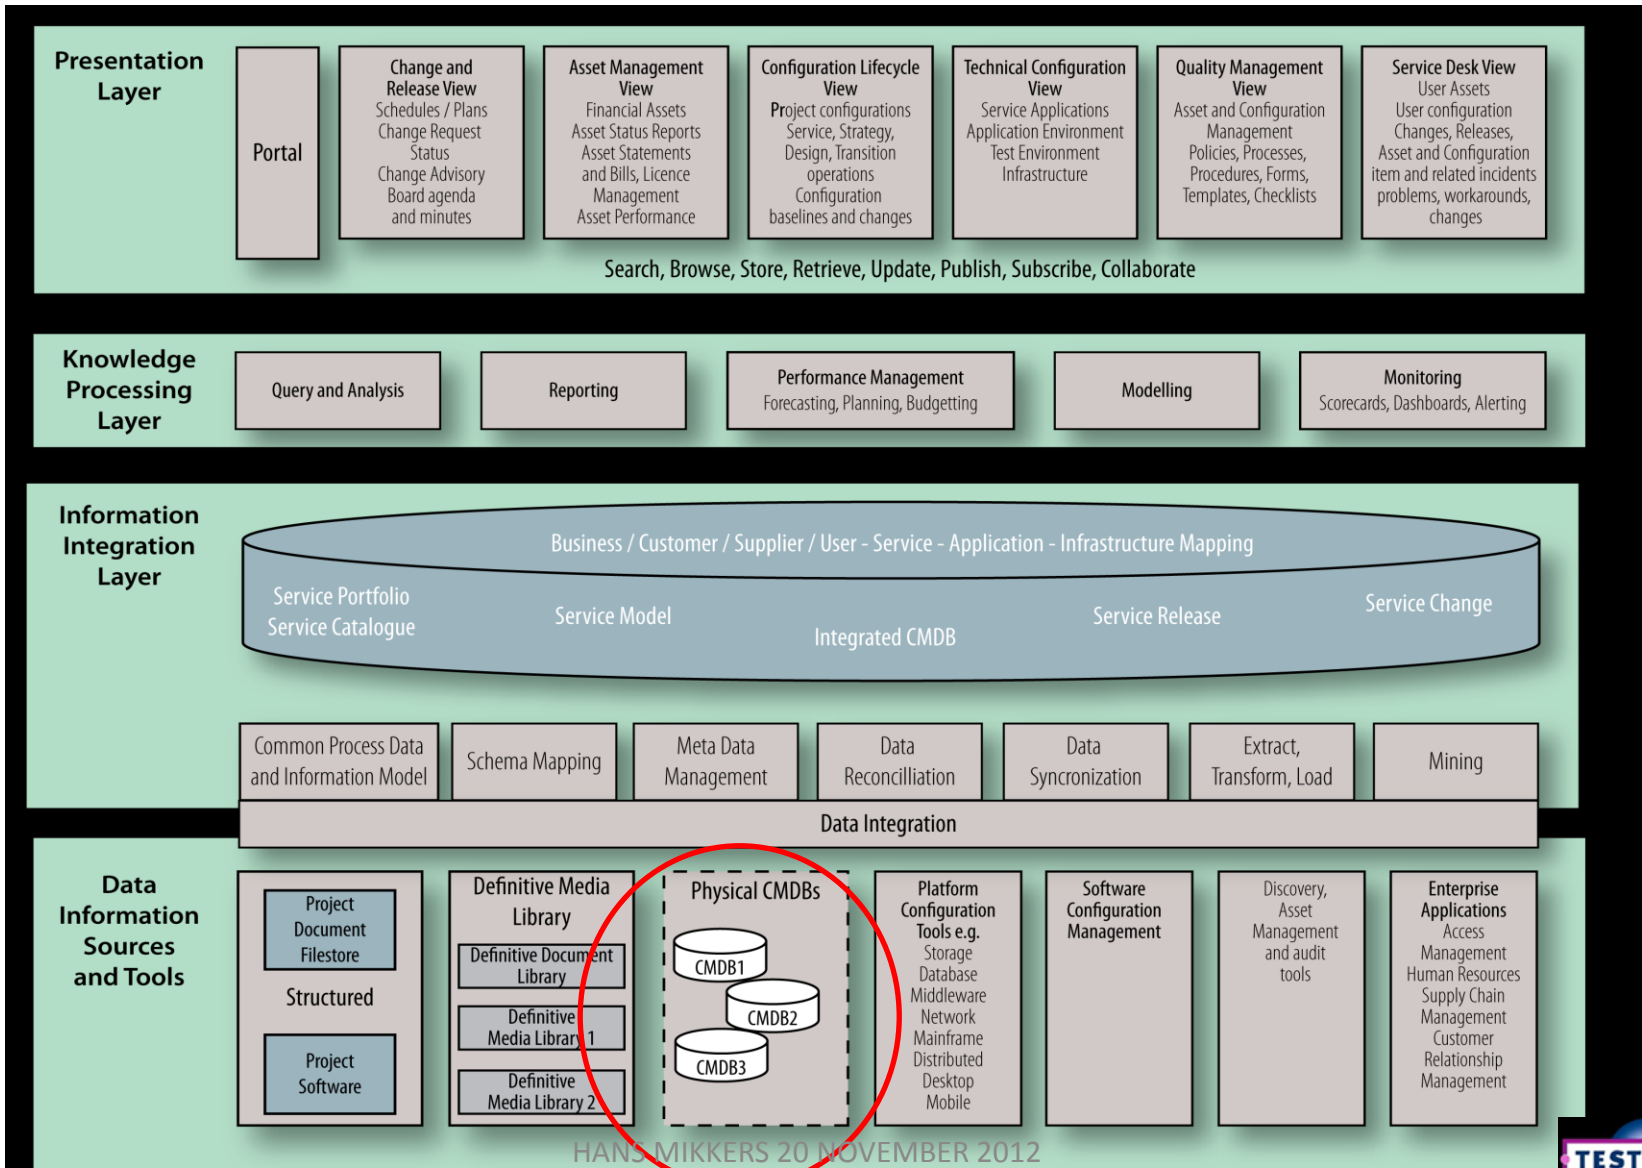 Presentation
Layer
Portal
Change and
Release View
Schedules / Plans
Change Request
Status
Change Advisory
Board agenda
and minutes
Asset Management
View
Financial Assets
Asset Status Reports
Asset Statements
and Bills, Licence
Management
Asset Performance
Configuration Lifecycle
View
Project configurations
Service, Strategy,
Design, Transition
operations
Configuration
baselines and changes
Technical Configuration
View
Service Applications
Application Environment
Test Environment
Infrastructure
Quality Management
View
Asset and Configuration
Management
Policies, Processes,
Procedures, Forms,
Templates, Checklists
Service Desk View
User Assets
User configuration
Changes, Releases,
Asset and Configuration
item and related incidents
problems, workarounds,
changes
Search, Browse, Store, Retrieve, Update, Publish, Subscribe, Collaborate
Knowledge
Processing
Layer
Query and Analysis
Reporting
Performance Management
Forecasting, Planning, Budgetting
Modelling
Monitoring
Scorecards, Dashboards, Alerting
Information
Integration
Layer
Business / Customer / Supplier / User - Service - Application - Infrastructure Mapping
Service Portfolio
Service Catalogue
Service Model
Integrated CMDB
Service Release
Service Change
Common Process Data
and Information Model
Schema Mapping
Meta Data
Management
Data
Reconcilliation
Data
Syncronization
Extract,
Transform, Load
Mining
Data Integration
Data
Information
Sources
and Tools
Project
Document
Filestore
Structured
Project
Software
Definitive Media
Library
Definitive Document
Library
Definitive
Media Library 1
Definitive
Media Library 2
Physical CMDBs
CMDB1
CMDB2
CMDB3
Platform
Configuration
Tools e.g.
Storage
Database
Middleware
Network
Mainframe
Distributed
Desktop
Mobile
Software
Configuration
Management
Discovery,
Asset
Management
and audit
tools
Enterprise
Applications
Access
Management
Human Resources
Supply Chain
Management
Customer
Relationship
Management
HANS MIKKERS 20 NOVEMBER 2012
TEST